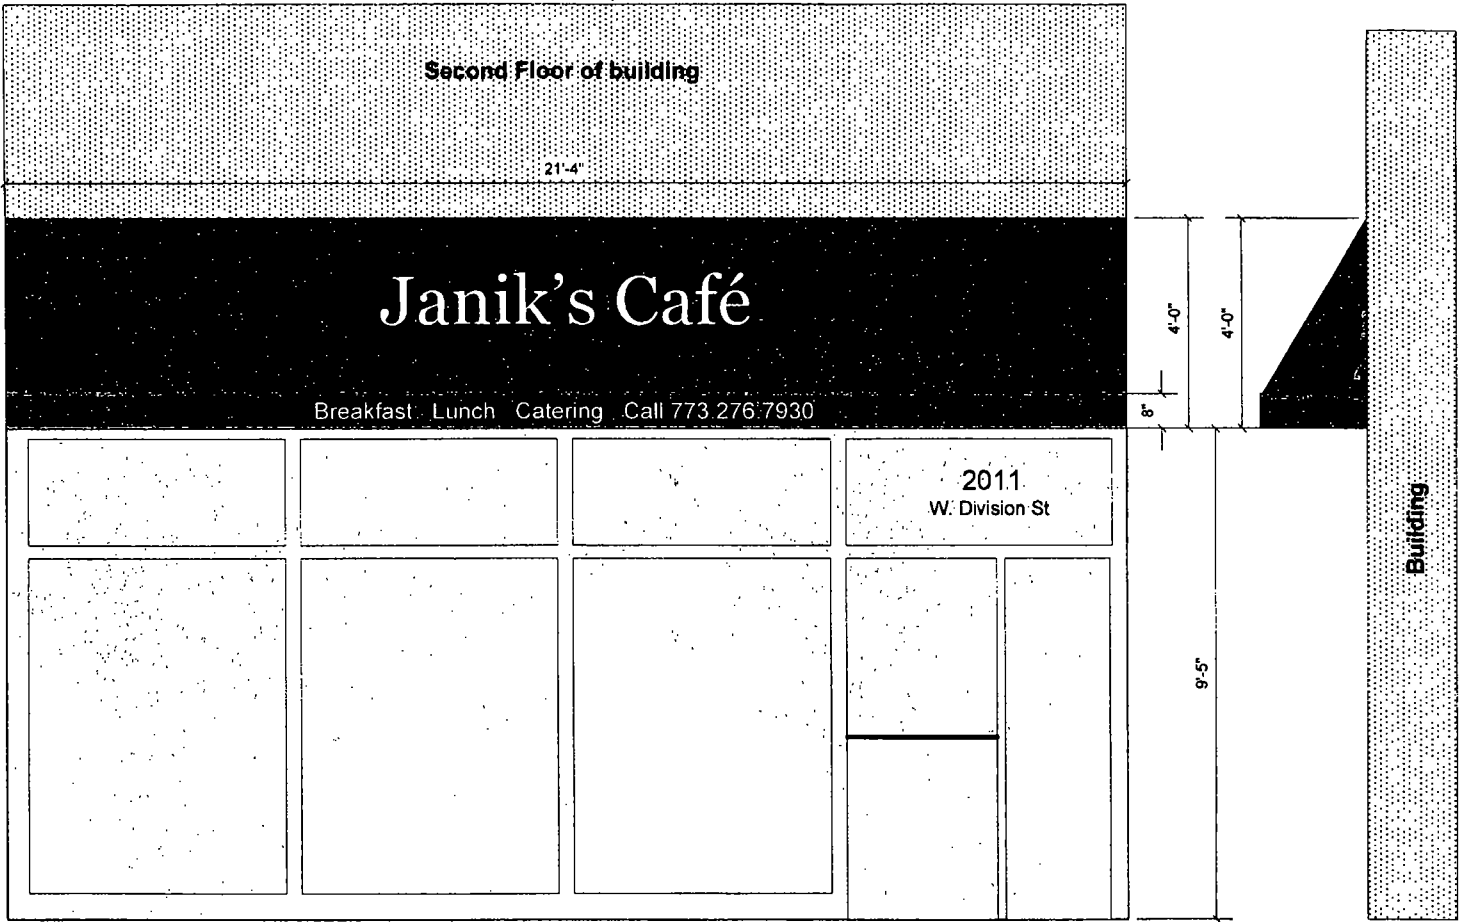 Second Floor of building
21'-4"
Janik's Café
Breakfast Lunch Catering Call 773.276.7930
4'-0"
4'-0"
8"
2011
W. Division St
9'-5"
Building